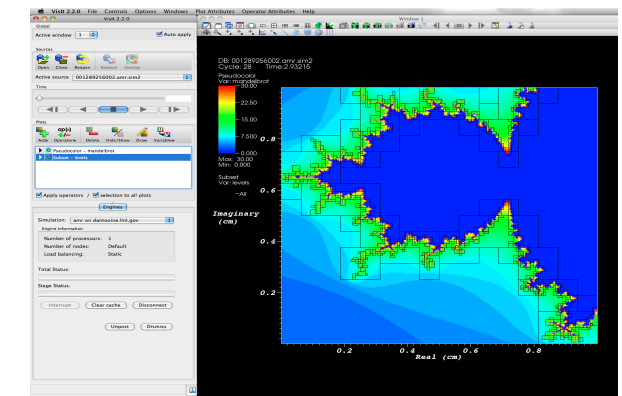 VisIt 2.2.0 File Controls Options Windows Plot Attributes Operator Attributes Help
VisIt 2.2.0
Window 1
Global
Active window 1
Auto apply
Sources
Open Close Reopen Replace Overlay
Active source 001289256002.amr.sim2
Time
Plots
Add Operators Delete Hide/Show Draw Variables
Pseudocolor - mandelbrot
Subset - levels
Apply operators / selection to all plots
Engines
Simulation: amr on dantooine.llnl.gov
Engine Information
Number of processors: 1
Number of nodes: Default
Load balancing: Static
Total Status:
Stage Status:
Interrupt Clear cache Disconnect
Unpost Dismiss
DB: 001289256002.amr.sim2
Cycle: 28 Time:2.93215
Pseudocolor
Var: mandelbrot
30.00
22.50
15.00
7.500
0.000
Max: 30.00
Min: 0.000
Subset
Var: levels
All
Imaginary
(cm)
0.8
0.6
0.4
0.2
0.2 0.4 0.6 0.8
Real (cm)